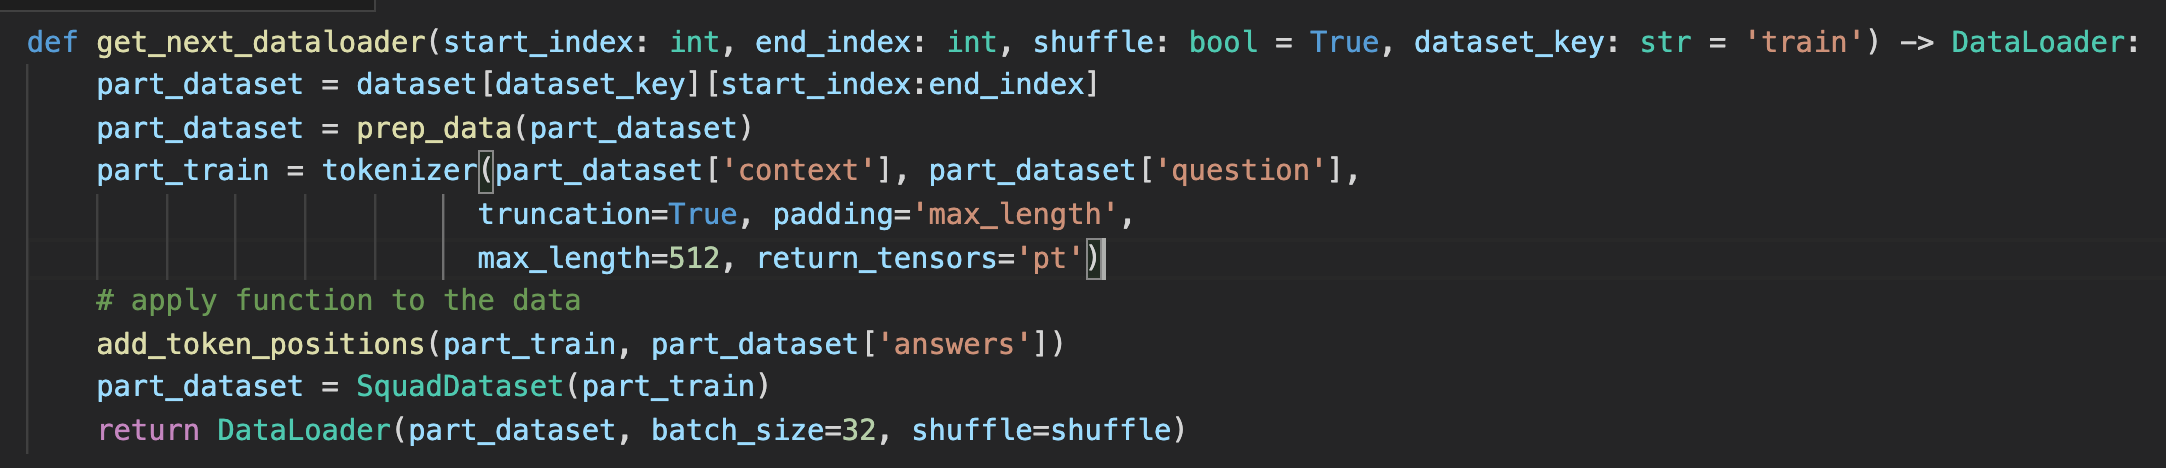 def get_next_dataloader(start_index: int, end_index: int, shuffle: bool = True, dataset_key: str = 'train') -> DataLoader:
    part_dataset = dataset[dataset_key][start_index:end_index]
    part_dataset = prep_data(part_dataset)
    part_train = tokenizer(part_dataset['context'], part_dataset['question'],
                          truncation=True, padding='max_length',
                          max_length=512, return_tensors='pt')
    # apply function to the data
    add_token_positions(part_train, part_dataset['answers'])
    part_dataset = SquadDataset(part_train)
    return DataLoader(part_dataset, batch_size=32, shuffle=shuffle)